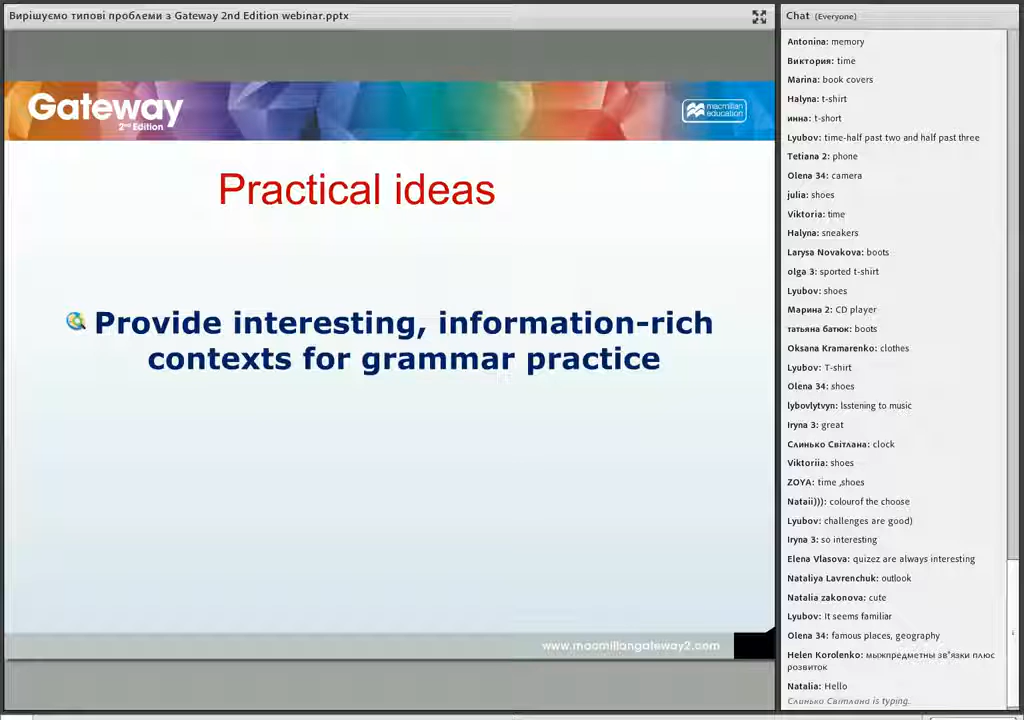 Вирішуємо типові проблеми з Gateway 2nd Edition webinar.pptx
Gateway
2nd Edition
macmillan
education
Practical ideas
Provide interesting, information-rich
contexts for grammar practice
www.macmillangateway2.com
Chat (Everyone)
Antonina: memory
Виктория: time
Marina: book covers
Halyna: t-shirt
инна: t-short
Lyubov: time-half past two and half past three
Tetiana 2: phone
Olena 34: camera
julia: shoes
Viktoria: time
Halyna: sneakers
Larysa Novakova: boots
olga 3: sported t-shirt
Lyubov: shoes
Марина 2: CD player
татьяна батюк: boots
Oksana Kramarenko: clothes
Lyubov: T-shirt
Olena 34: shoes
lybovlytvyn: lsstening to music
Iryna 3: great
Слинько Світлана: clock
Viktoriia: shoes
ZOYA: time ,shoes
Nataii))): colourof the choose
Lyubov: challenges are good)
Iryna 3: so interesting
Elena Vlasova: quizez are always interesting
Nataliya Lavrenchuk: outlook
Natalia zakonova: cute
Lyubov: It seems familiar
Olena 34: famous places, geography
Helen Korolenko: мыжпредметны зв"язки плюс
розвиток
Natalia: Hello
Слинько Світлана is typing.